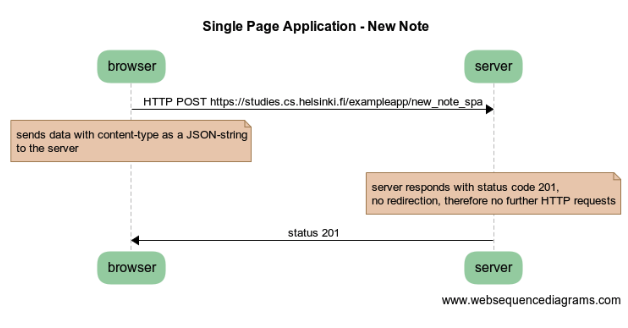 Single Page Application - New Note
browser
server
HTTP POST https://studies.cs.helsinki.fi/exampleapp/new_note_spa
sends data with content-type as a JSON-string
to the server
server responds with status code 201,
no redirection, therefore no further HTTP requests
status 201
browser
server
www.websequencediagrams.com